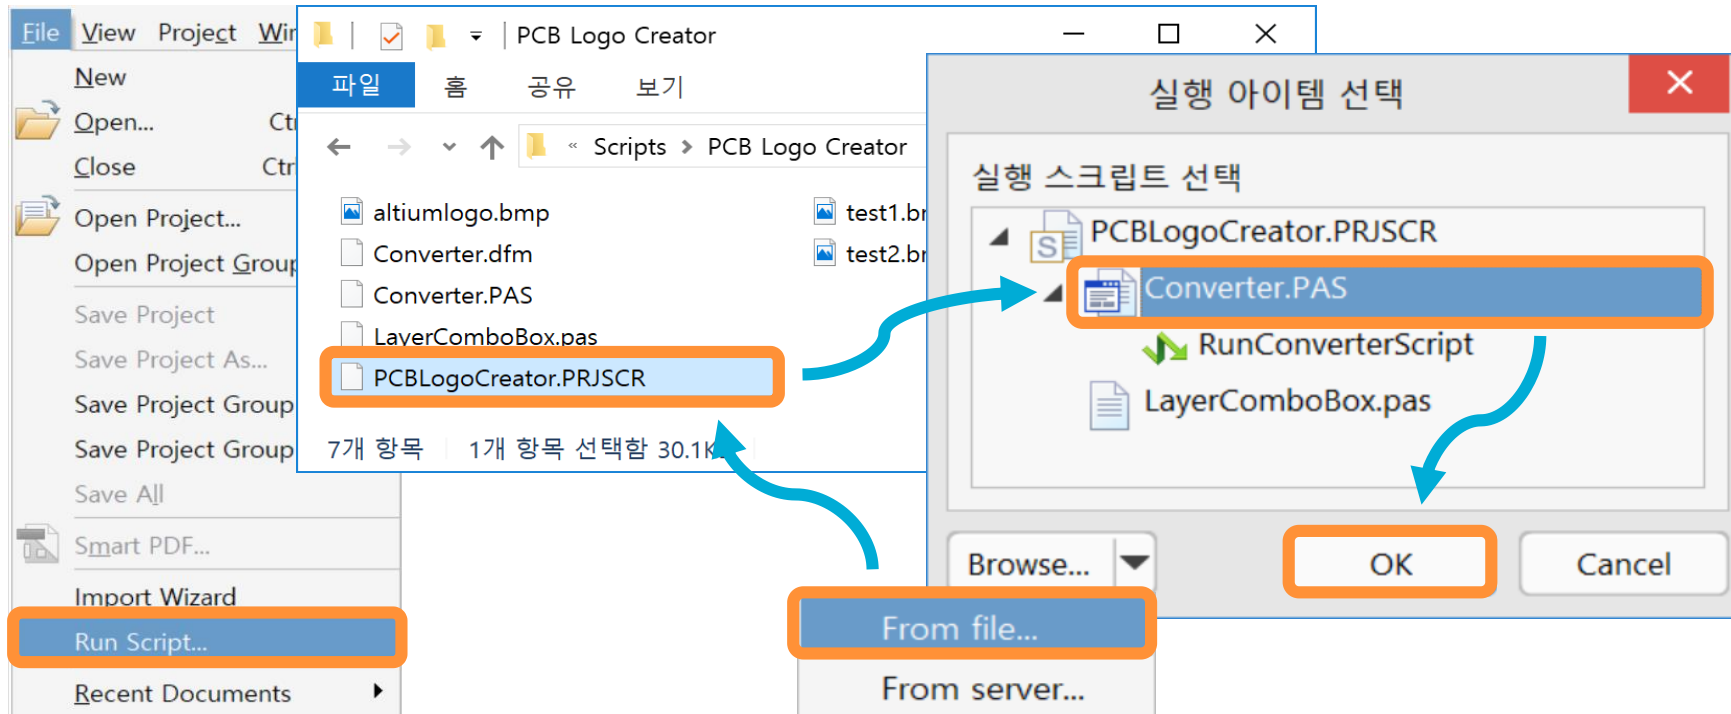 File View Project Wir
New
Open... Ctr
Close Ctr
Open Project...
Open Project Group
Save Project
Save Project As...
Save Project Group
Save Project Group
Save All
Smart PDF...
Import Wizard
Run Script...
Recent Documents
PCB Logo Creator
파일 홈 공유 보기
« Scripts > PCB Logo Creator
altiumlogo.bmp
Converter.dfm
Converter.PAS
LayerComboBox.pas
PCBLogoCreator.PRJSCR
test1.br
test2.br
7개 항목 1개 항목 선택함 30.1K
실행 아이템 선택
실행 스크립트 선택
PCBLogoCreator.PRJSCR
Converter.PAS
RunConverterScript
LayerComboBox.pas
Browse... OK Cancel
From file...
From server...